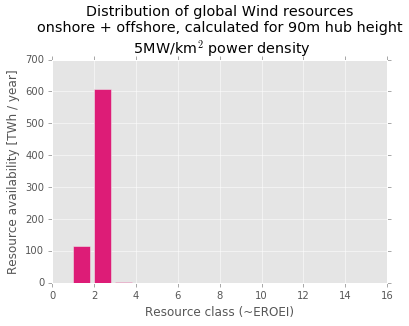 Distribution of global Wind resources
onshore + offshore, calculated for 90m hub height
5MW/km² power density
Resource availability [TWh / year]
700
600
500
400
300
200
100
0
0 2 4 6 8 10 12 14 16
Resource class (~EROEI)